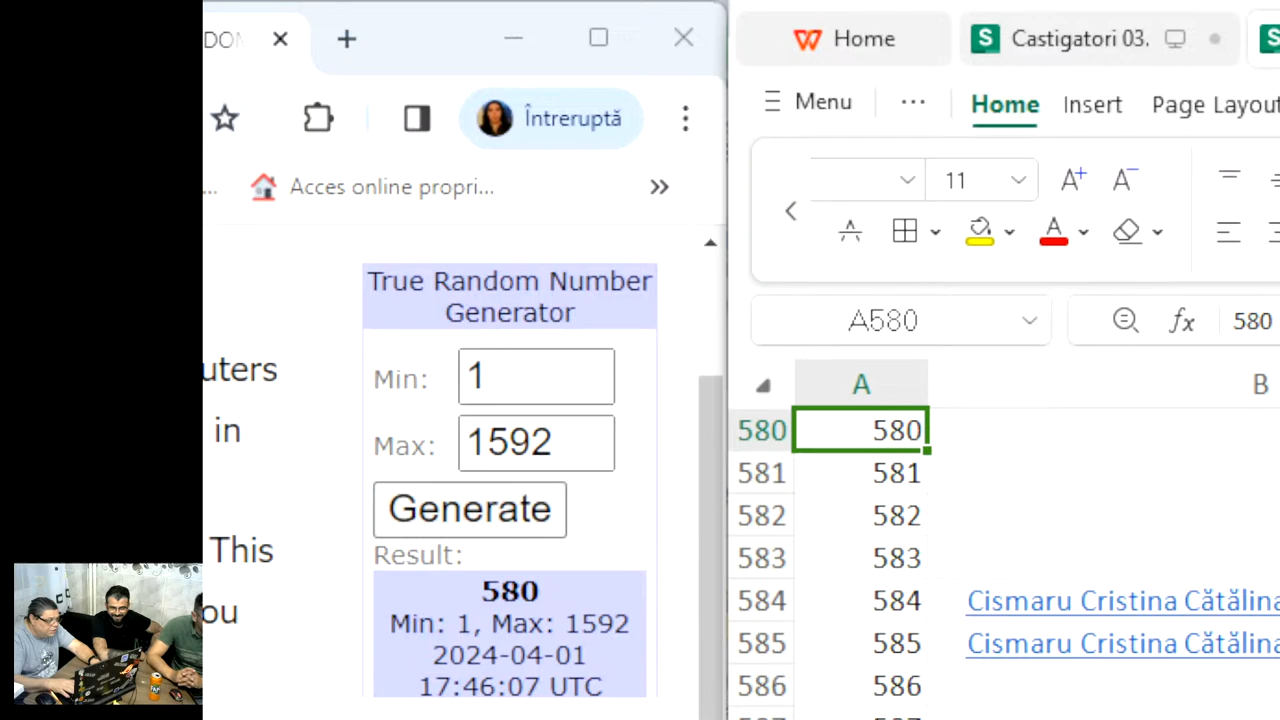 DOM
Întreruptă
... Acces online propri... »
uters
in
This
ou
True Random Number
Generator
Min: 1
Max: 1592
Generate
Result:
580
Min: 1, Max: 1592
2024-04-01
17:46:07 UTC
Home
Castigatori 03.
S
Menu ... Home Insert Page Layout
11 A+ A-
A
A580 fx 580
A B
580 580
581 581
582 582
583 583
584 584 Cismaru Cristina Cătălina
585 585 Cismaru Cristina Cătălina
586 586